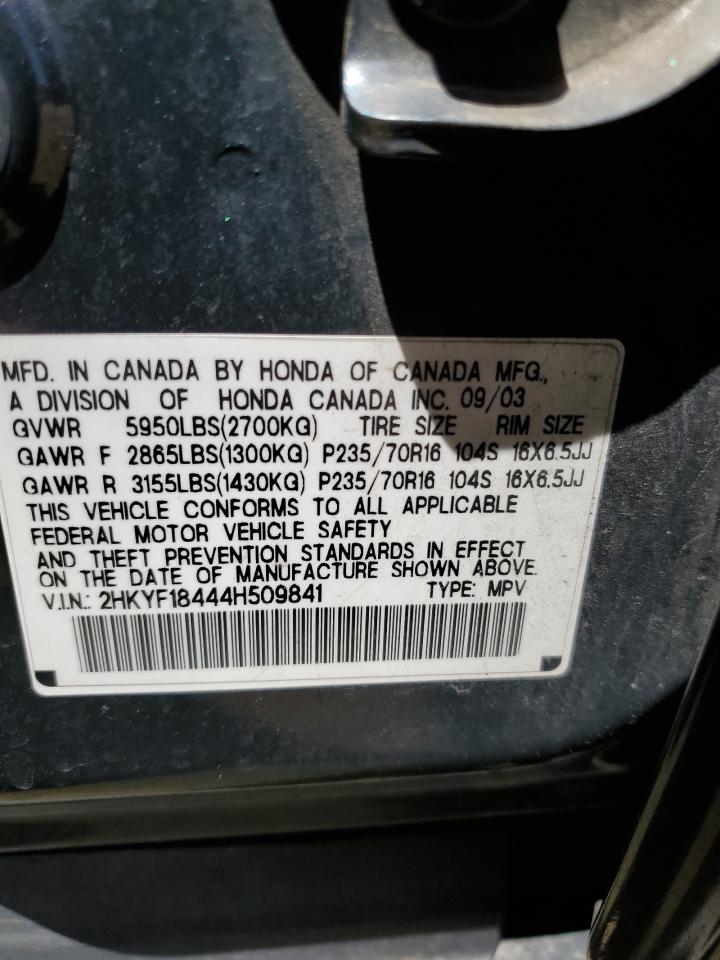 MFD. IN CANADA BY HONDA OF CANADA MFG.,
A DIVISION OF HONDA CANADA INC. 09/03
GVWR 5950LBS(2700KG) TIRE SIZE RIM SIZE
GAWR F 2865LBS(1300KG) P235/70R16 104S 16X6.5JJ
GAWR R 3155LBS(1430KG) P235/70R16 104S 16X6.5JJ
THIS VEHICLE CONFORMS TO ALL APPLICABLE
FEDERAL MOTOR VEHICLE SAFETY
AND THEFT PREVENTION STANDARDS IN EFFECT
ON THE DATE OF MANUFACTURE SHOWN ABOVE.
V.I.N.: 2HKYF18444H509841 TYPE: MPV